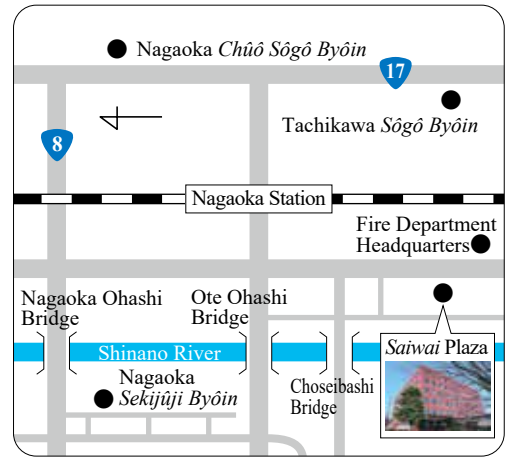 Nagaoka Chûô Sôgô Byôin
17
Tachikawa Sôgô Byôin
8
Nagaoka Station
Fire Department
Headquarters
Nagaoka Ohashi
Bridge
Ote Ohashi
Bridge
Saiwai Plaza
Shinano River
Nagaoka
Sekijûji Byôin
Choseibashi
Bridge